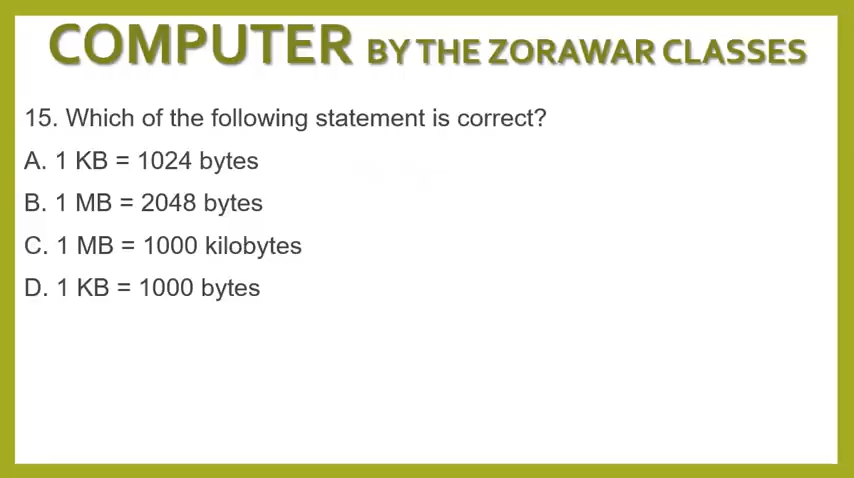 COMPUTER BY THE ZORAWAR CLASSES
15. Which of the following statement is correct?
A. 1 KB = 1024 bytes
B. 1 MB = 2048 bytes
C. 1 MB = 1000 kilobytes
D. 1 KB = 1000 bytes